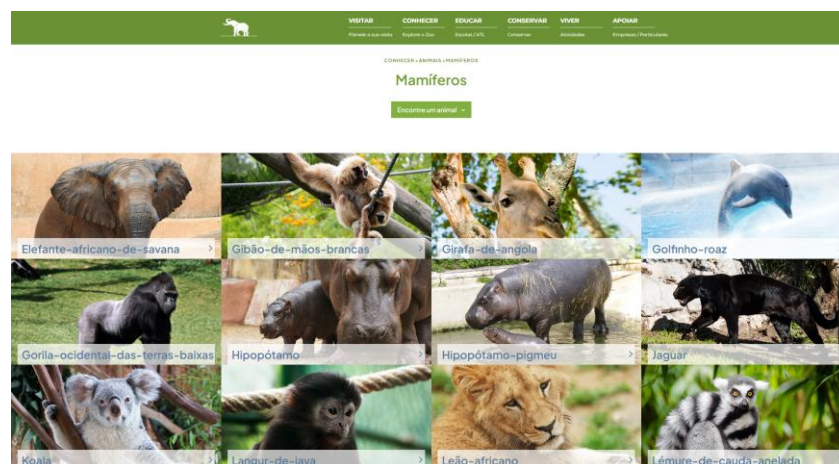 VISITAR CONHECER EDUCAR CONSERVAR VIVER APOIAR
Planeie a sua visita Explore o Zoo Escolas / ATL Conservar Atividades Empresas / Particulares
CONHECER • ANIMAIS • MAMÍFEROS
Mamíferos
Encontre um animal
Elefante-africano-de-savana
Gibão-de-mãos-brancas
Girafa-de-angola
Golfinho-roaz
Gorila-ocidental-das-terras-baixas
Hipopótamo
Hipopótamo-pigmeu
Jaguar
Koala
Langur-de-java
Leão-africano
Lémure-de-cauda-anelada